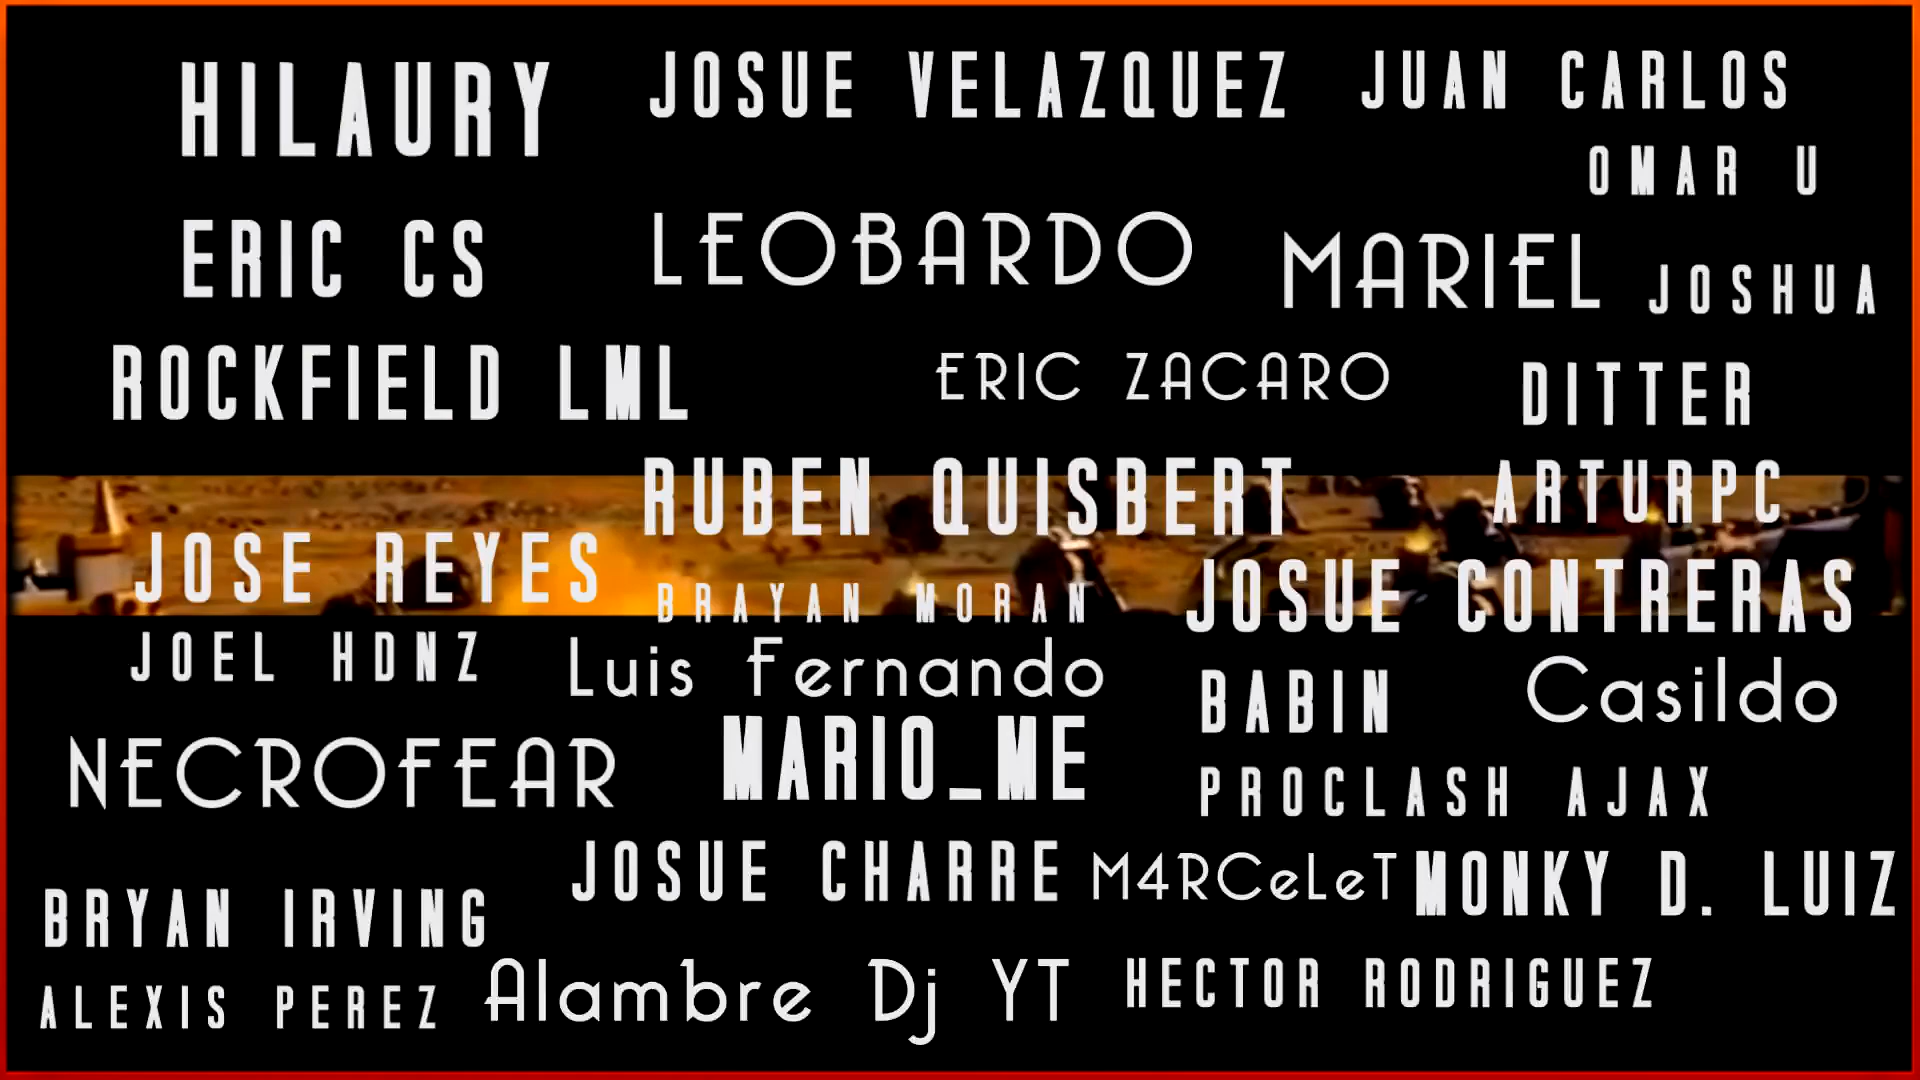 HILAURY
JOSUE VELAZQUEZ
JUAN CARLOS
OMAR U
ERIC CS
LEOBARDO
MARIEL
JOSHUA
ROCKFIELD LML
ERIC ZACARO
DITTER
RUBEN QUISBERT
ARTURPC
JOSE REYES
BRAYAN MORAN
JOSUE CONTRERAS
JOEL HDNZ
Luis Fernando
BABIN
Casildo
NECROFEAR
MARIO_ME
PROCLASH AJAX
JOSUE CHARRE
M4RCeLeT
MONKY D. LUIZ
BRYAN IRVING
ALEXIS PEREZ
Alambre Dj YT
HECTOR RODRIGUEZ